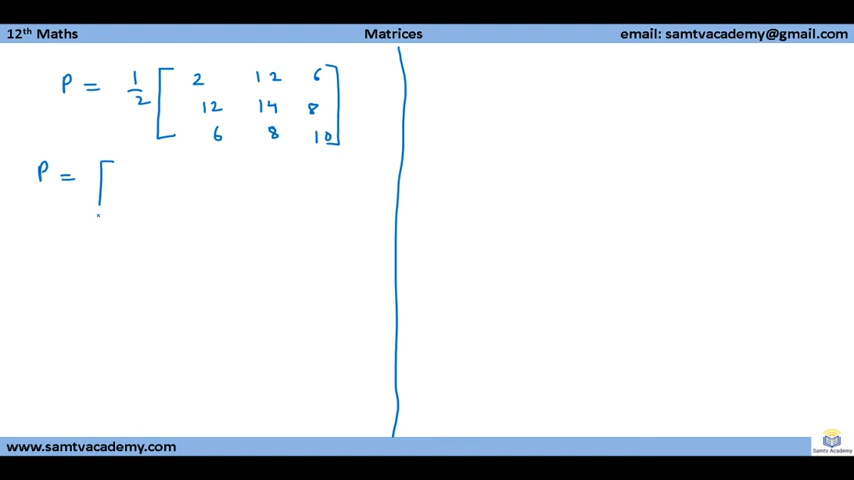 12th Maths Matrices email: samtvacademy@gmail.com
P = 1/2 [ 2 12 6
12 14 8
6 8 10 ]
P = [
www.samtvacademy.com
Samtv Academy